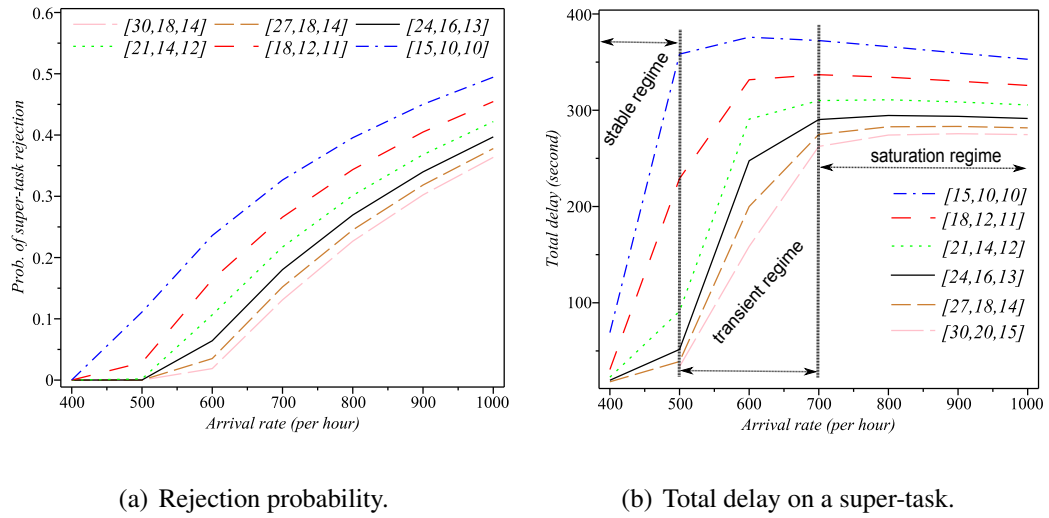 [30,18,14] [27,18,14] [24,16,13]
[21,14,12] [18,12,11] [15,10,10]
Prob. of super-task rejection
0.6
0.5
0.4
0.3
0.2
0.1
0
400 500 600 700 800 900 1000
Arrival rate (per hour)
(a) Rejection probability.
Total delay (second)
400
300
200
100
stable regime
transient regime
saturation regime
[15,10,10]
[18,12,11]
[21,14,12]
[24,16,13]
[27,18,14]
[30,20,15]
400 500 600 700 800 900 1000
Arrival rate (per hour)
(b) Total delay on a super-task.